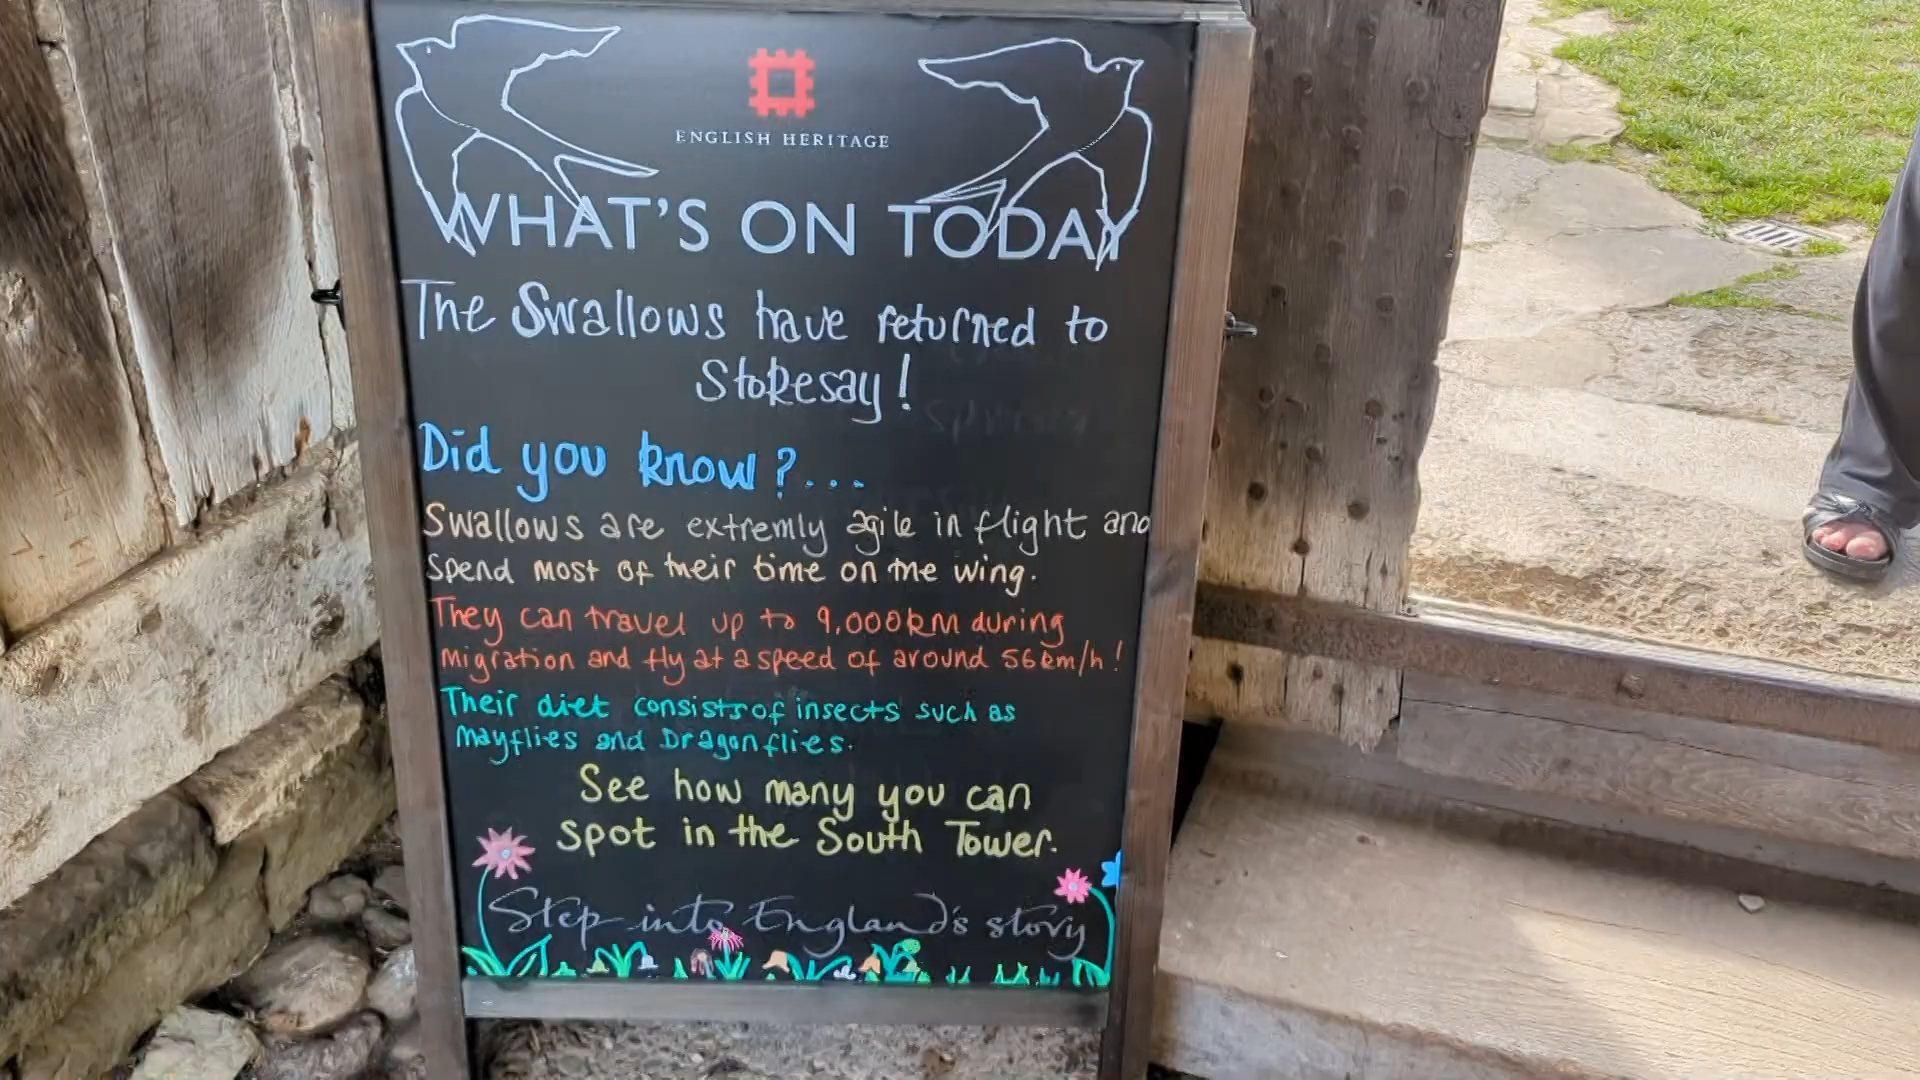 ENGLISH HERITAGE
WHAT'S ON TODAY
The Swallows have returned to
Stokesay!
Did you know?...
Swallows are extremly agile in flight and
spend most of their time on the wing.
They can travel up to 9,000km during
migration and fly at a speed of around 56km/h!
Their diet consists of insects such as
mayflies and Dragonflies.
See how many you can
spot in the South Tower.
Step into England's story